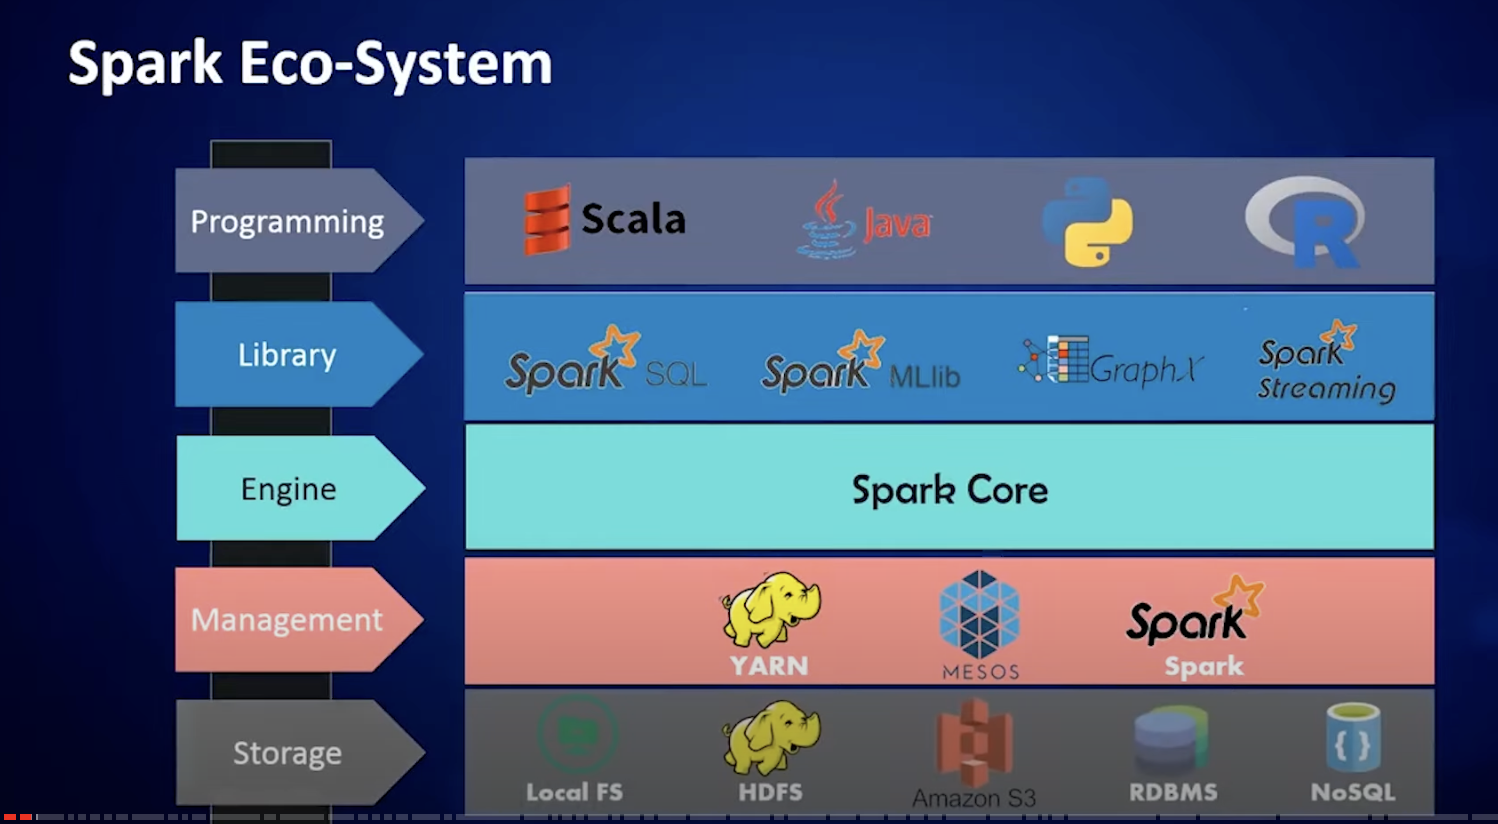 Spark Eco-System
Programming
Scala
Java
R
Library
Spark SQL
Spark MLlib
GraphX
Spark
Streaming
Engine
Spark Core
Management
YARN
MESOS
Spark
Spark
Storage
Local FS
HDFS
Amazon S3
RDBMS
{ }
NoSQL